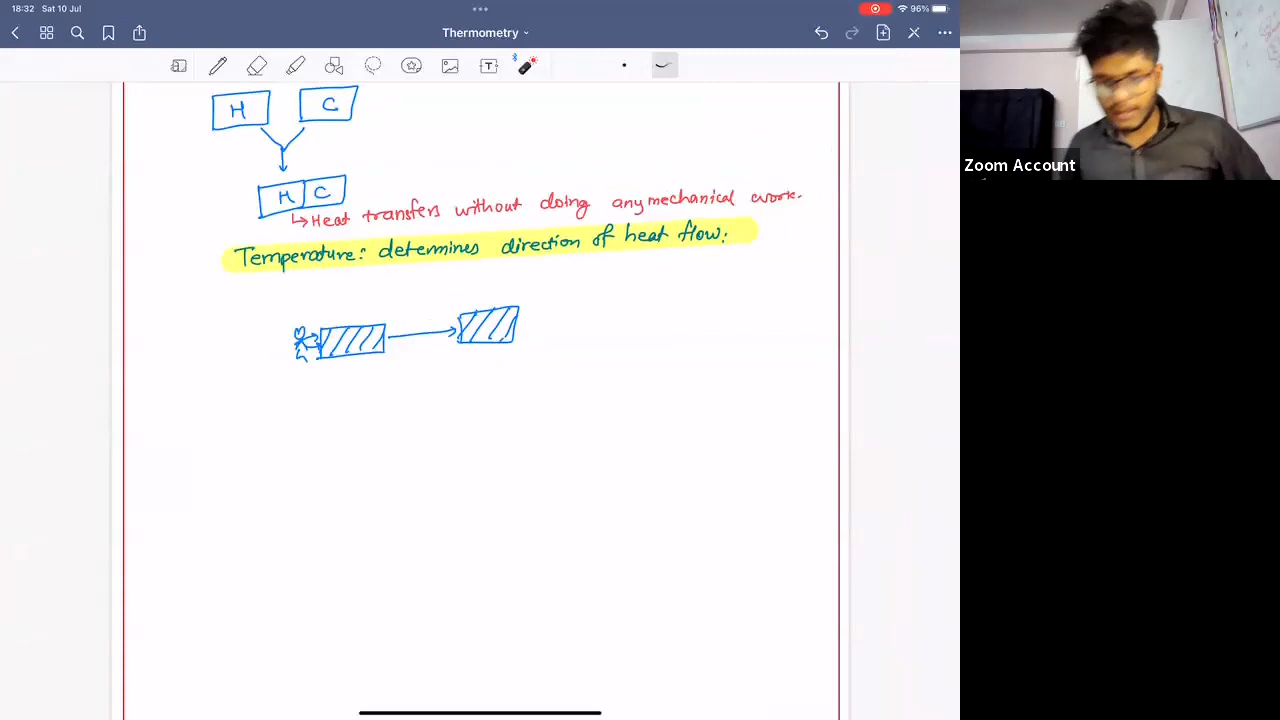 18:32 Sat 10 Jul
96%
Thermometry
T
H C
H C
Heat transfers without doing any mechanical work.
Temperature: determines direction of heat flow:
Zoom Account